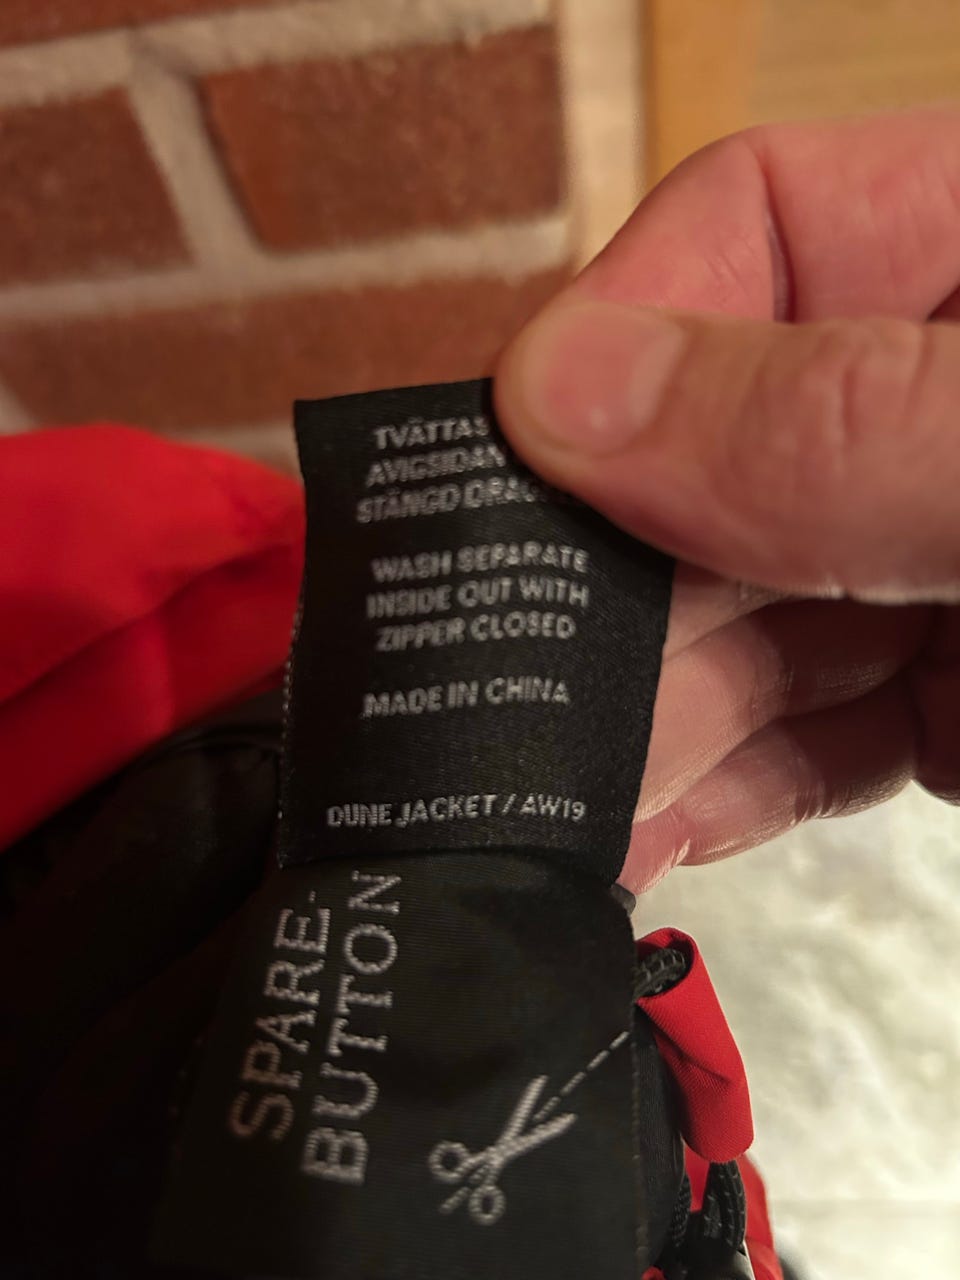 TVÄTTAS
AVIGSIDAN
STÄNGD
WASH SEPARATE
INSIDE OUT WITH
ZIPPER CLOSED
MADE IN CHINA
DUNE JACKET / AW19
SPARE-
BUTTON